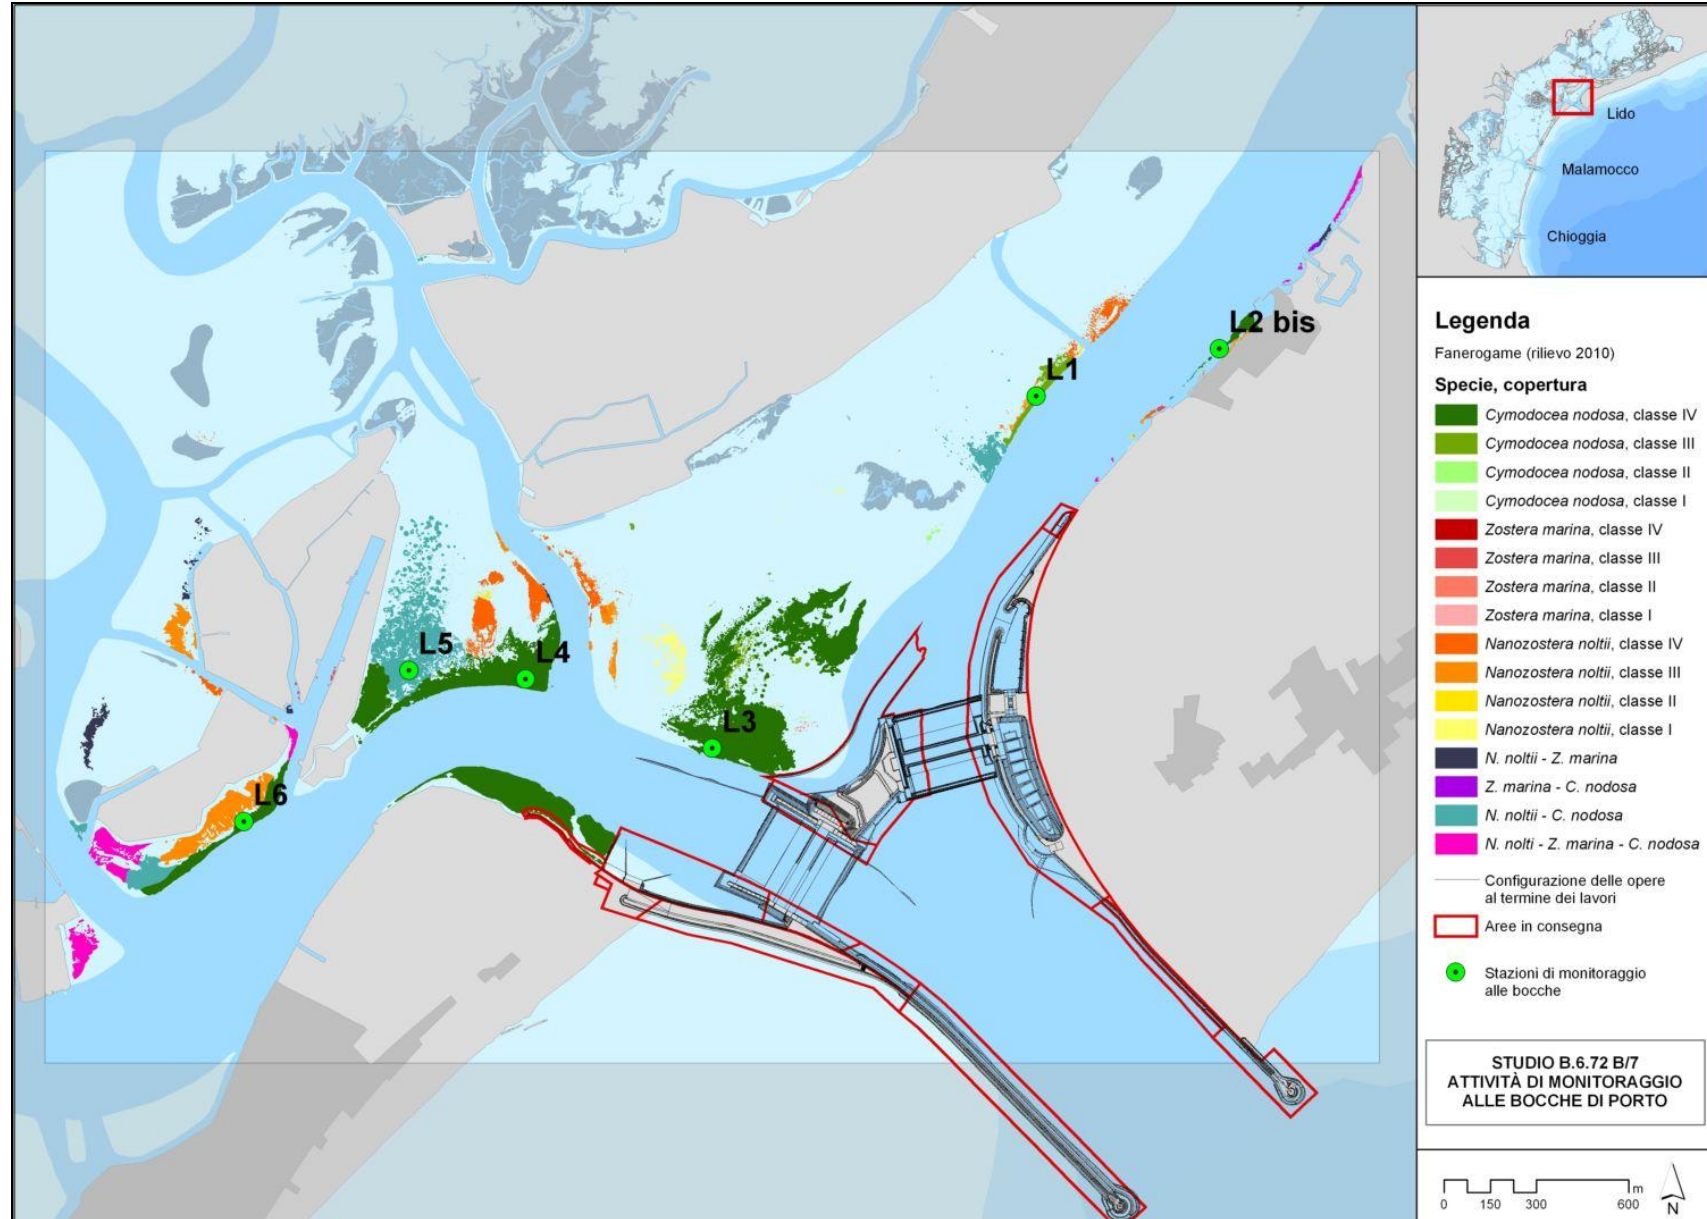 L2 bis
L1
L5
L4
L3
L6
Lido
Malamocco
Chioggia
Legenda
Fanerogame (rilievo 2010)
Specie, copertura
Cymodocea nodosa, classe IV
Cymodocea nodosa, classe III
Cymodocea nodosa, classe II
Cymodocea nodosa, classe I
Zostera marina, classe IV
Zostera marina, classe III
Zostera marina, classe II
Zostera marina, classe I
Nanozostera noltii, classe IV
Nanozostera noltii, classe III
Nanozostera noltii, classe II
Nanozostera noltii, classe I
N. noltii - Z. marina
Z. marina - C. nodosa
N. noltii - C. nodosa
N. nolti - Z. marina - C. nodosa
Configurazione delle opere
al termine dei lavori
Aree in consegna
Stazioni di monitoraggio
alle bocche
STUDIO B.6.72 B/7
ATTIVITÀ DI MONITORAGGIO
ALLE BOCCHE DI PORTO
m
0 150 300 600
N